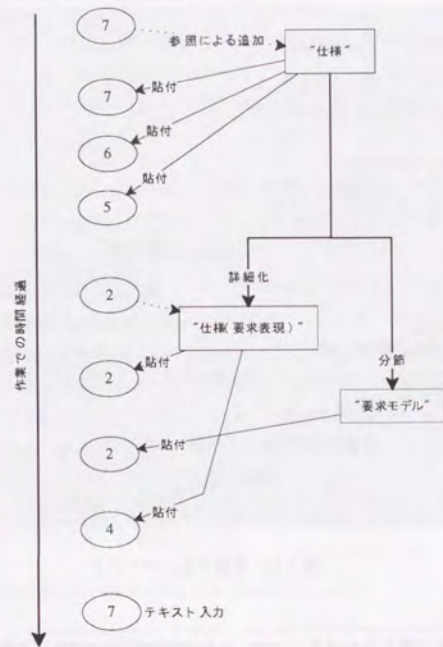 7
参照による追加
"仕様"
7
貼付
貼付
6
貼付
5
作業での時間経過
詳細化
2
"仕様(要求表現)"
2
貼付
分節
"要求モデル"
2
貼付
4
貼付
7
テキスト入力